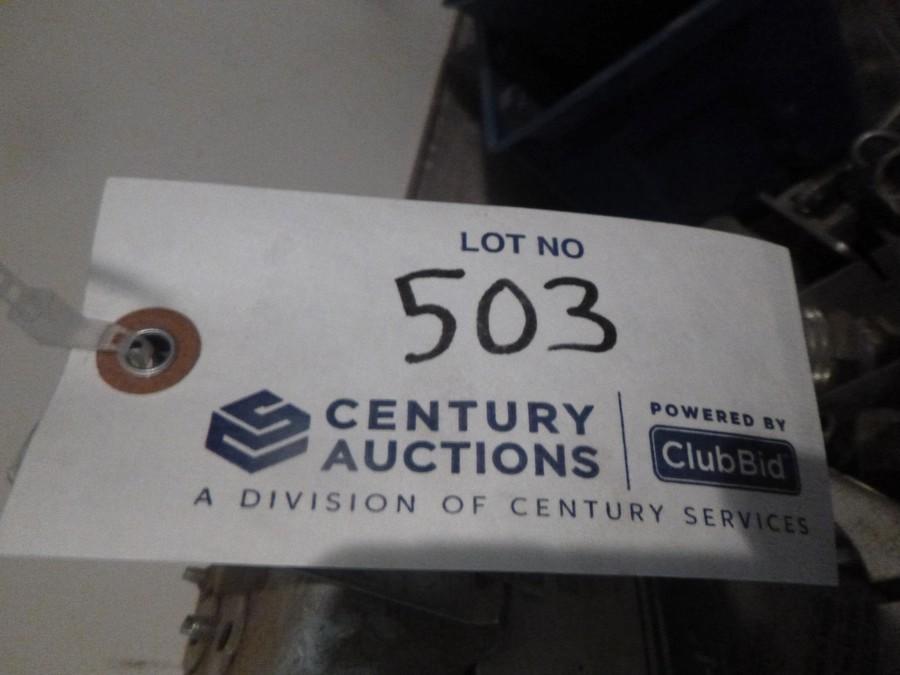 LOT NO
503
CENTURY
AUCTIONS
POWERED BY
ClubBid
A DIVISION OF CENTURY SERVICES